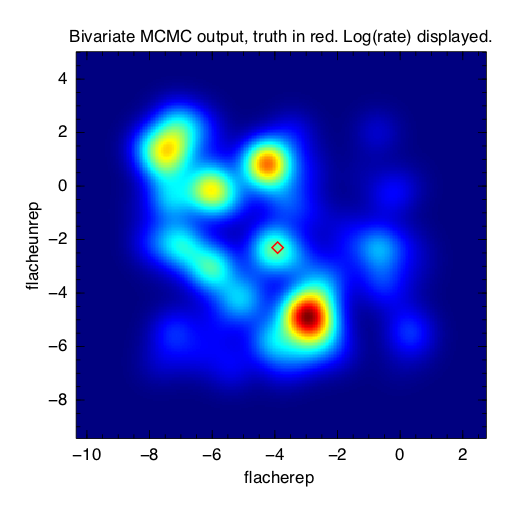 Bivariate MCMC output, truth in red. Log(rate) displayed.
4
2
0
−2
−4
−6
−8
flacheunrep
−10 −8 −6 −4 −2 0 2
flacherep